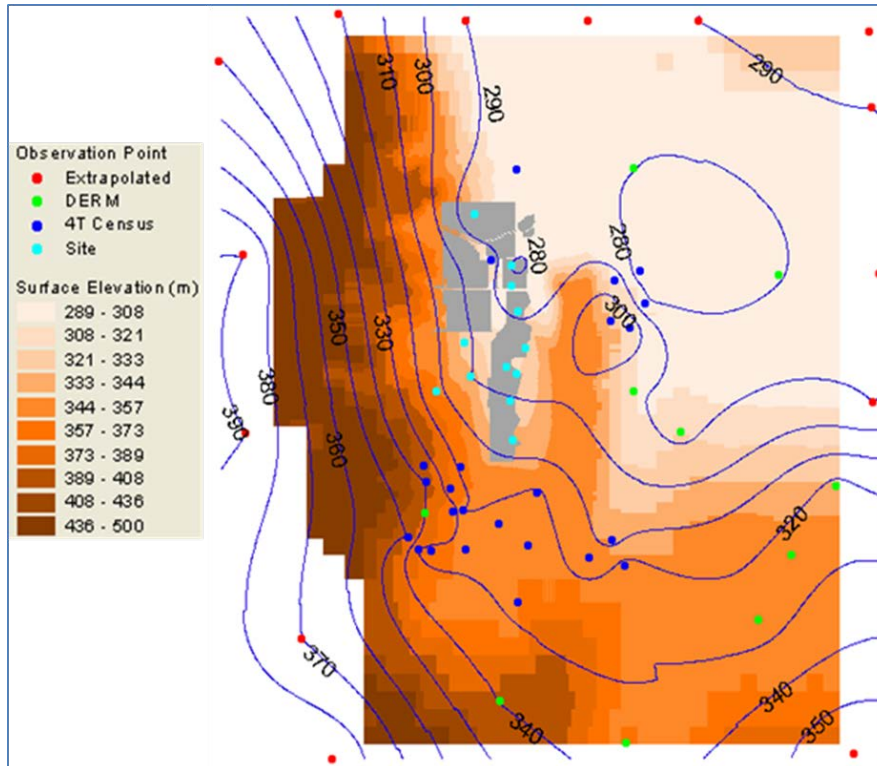 Observation Point
Extrapolated
DERM
4T Census
Site
Surface Elevation (m)
289 - 308
308 - 321
321 - 333
333 - 344
344 - 357
357 - 373
373 - 389
389 - 408
408 - 436
436 - 500
310
300
290
290
280
280
300
350
330
380
390
360
320
370
340
340
350